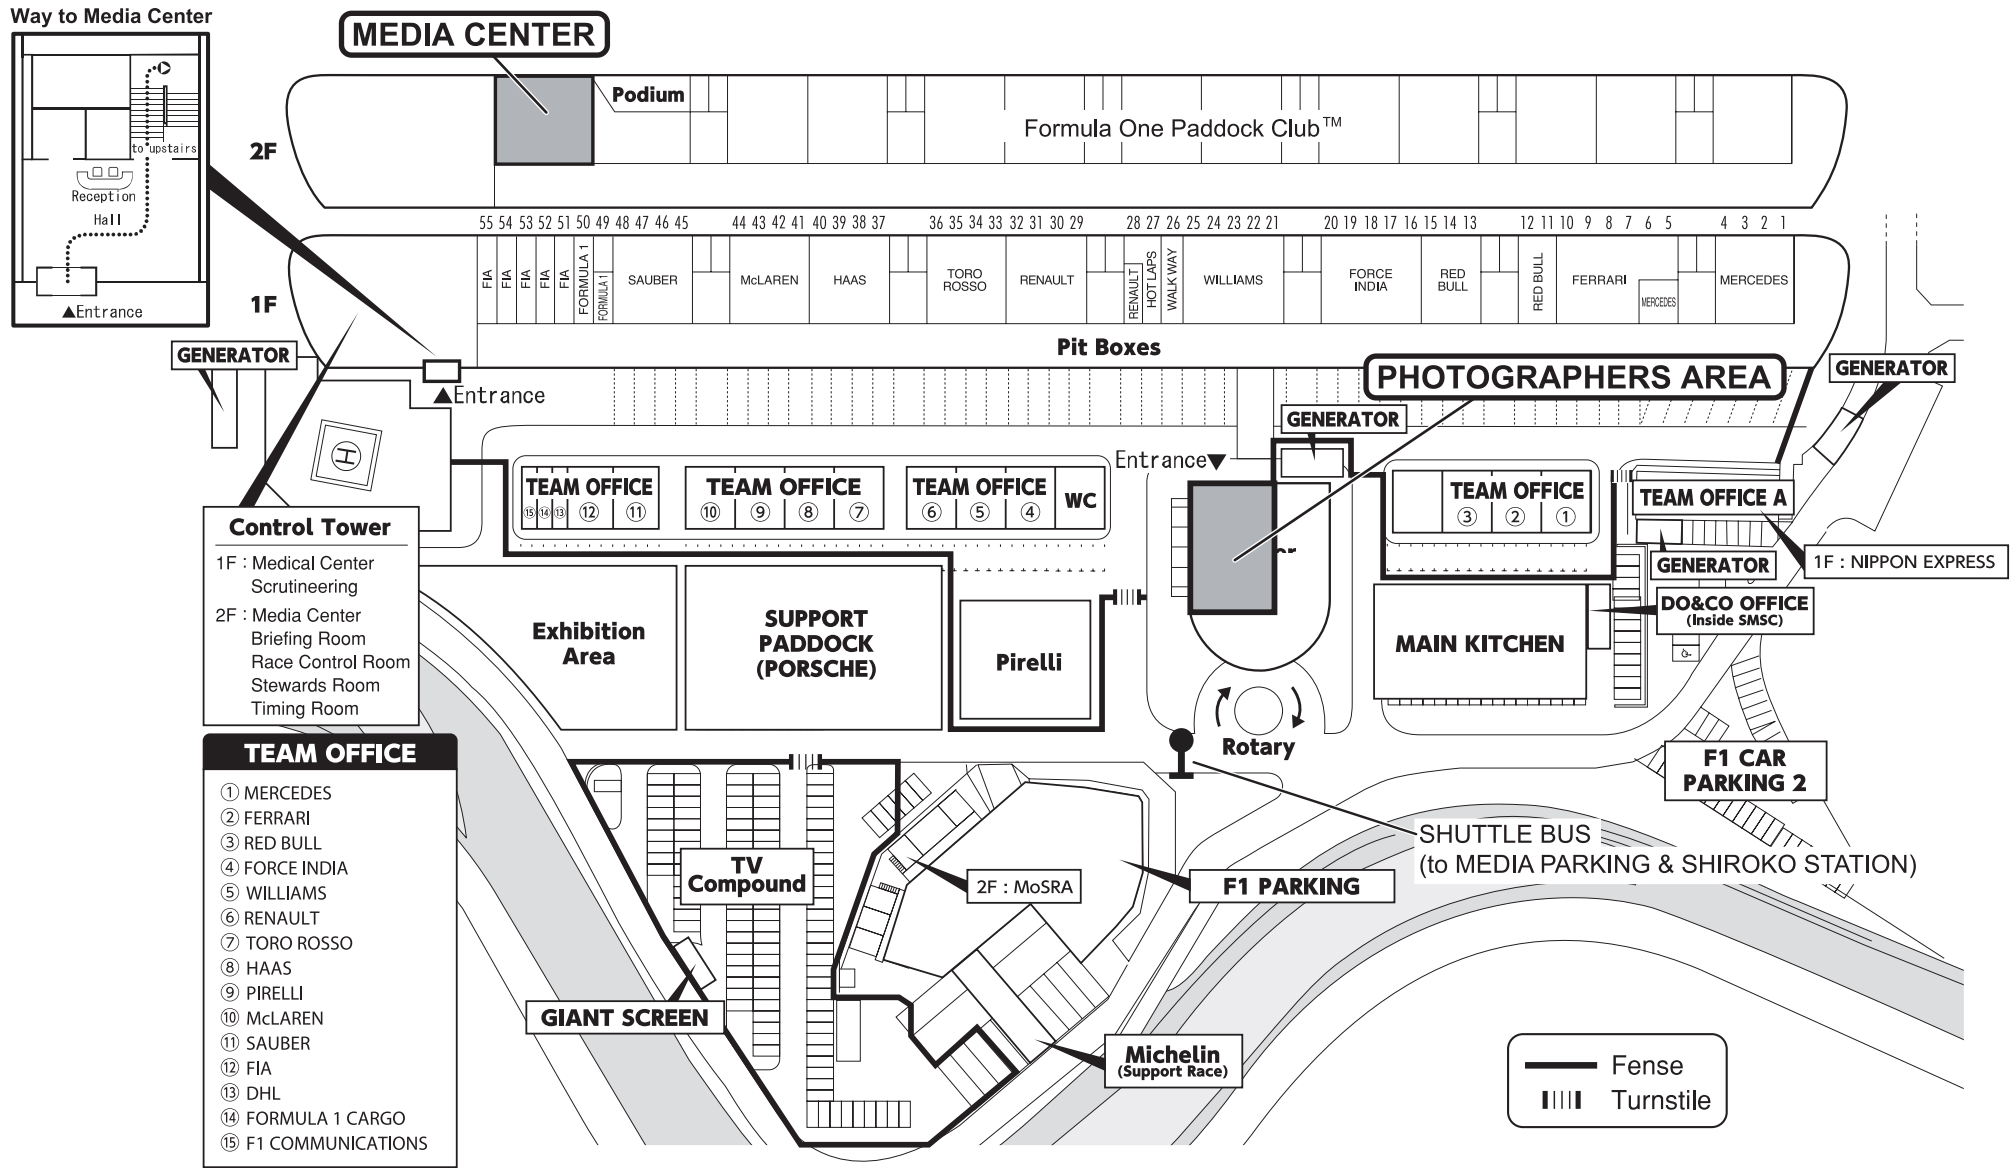 Way to Media Center
to upstairs
Reception
Hall
▲Entrance
MEDIA CENTER
Podium
Formula One Paddock Club™
2F
55 54 53 52 51 50 49 48 47 46 45 44 43 42 41 40 39 38 37 36 35 34 33 32 31 30 29 28 27 26 25 24 23 22 21 20 19 18 17 16 15 14 13 12 11 10 9 8 7 6 5 4 3 2 1
1F
FIA
FIA
FIA
FIA
FIA
FORMULA 1
FORMULA 1
SAUBER
McLAREN
HAAS
TORO
ROSSO
RENAULT
RENAULT
HOT LAPS
WALK WAY
WILLIAMS
FORCE
INDIA
RED
BULL
RED BULL
FERRARI
MERCEDES
MERCEDES
Pit Boxes
GENERATOR
▲Entrance
PHOTOGRAPHERS AREA
GENERATOR
GENERATOR
Entrance▼
H
TEAM OFFICE
⑮ ⑭ ⑬ ⑫ ⑪
TEAM OFFICE
⑩ ⑨ ⑧ ⑦
TEAM OFFICE
⑥ ⑤ ④
WC
TEAM OFFICE
③ ② ①
TEAM OFFICE A
1F : NIPPON EXPRESS
GENERATOR
DO&CO OFFICE
(Inside SMSC)
Control Tower
1F : Medical Center
Scrutineering
2F : Media Center
Briefing Room
Race Control Room
Stewards Room
Timing Room
Exhibition
Area
SUPPORT
PADDOCK
(PORSCHE)
Pirelli
MAIN KITCHEN
Rotary
F1 CAR
PARKING 2
SHUTTLE BUS
(to MEDIA PARKING & SHIROKO STATION)
TEAM OFFICE
① MERCEDES
② FERRARI
③ RED BULL
④ FORCE INDIA
⑤ WILLIAMS
⑥ RENAULT
⑦ TORO ROSSO
⑧ HAAS
⑨ PIRELLI
⑩ McLAREN
⑪ SAUBER
⑫ FIA
⑬ DHL
⑭ FORMULA 1 CARGO
⑮ F1 COMMUNICATIONS
TV
Compound
2F : MoSRA
F1 PARKING
GIANT SCREEN
Michelin
(Support Race)
Fense
Turnstile